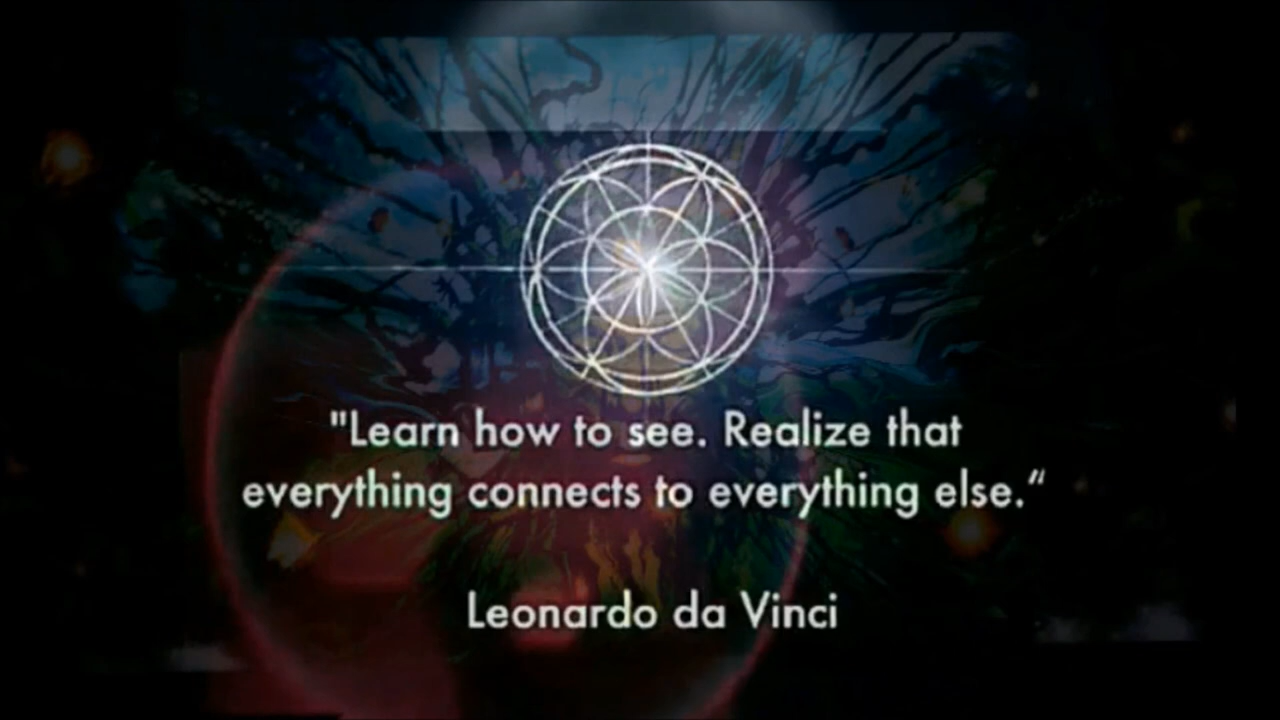 "Learn how to see. Realize that
everything connects to everything else.“
Leonardo da Vinci